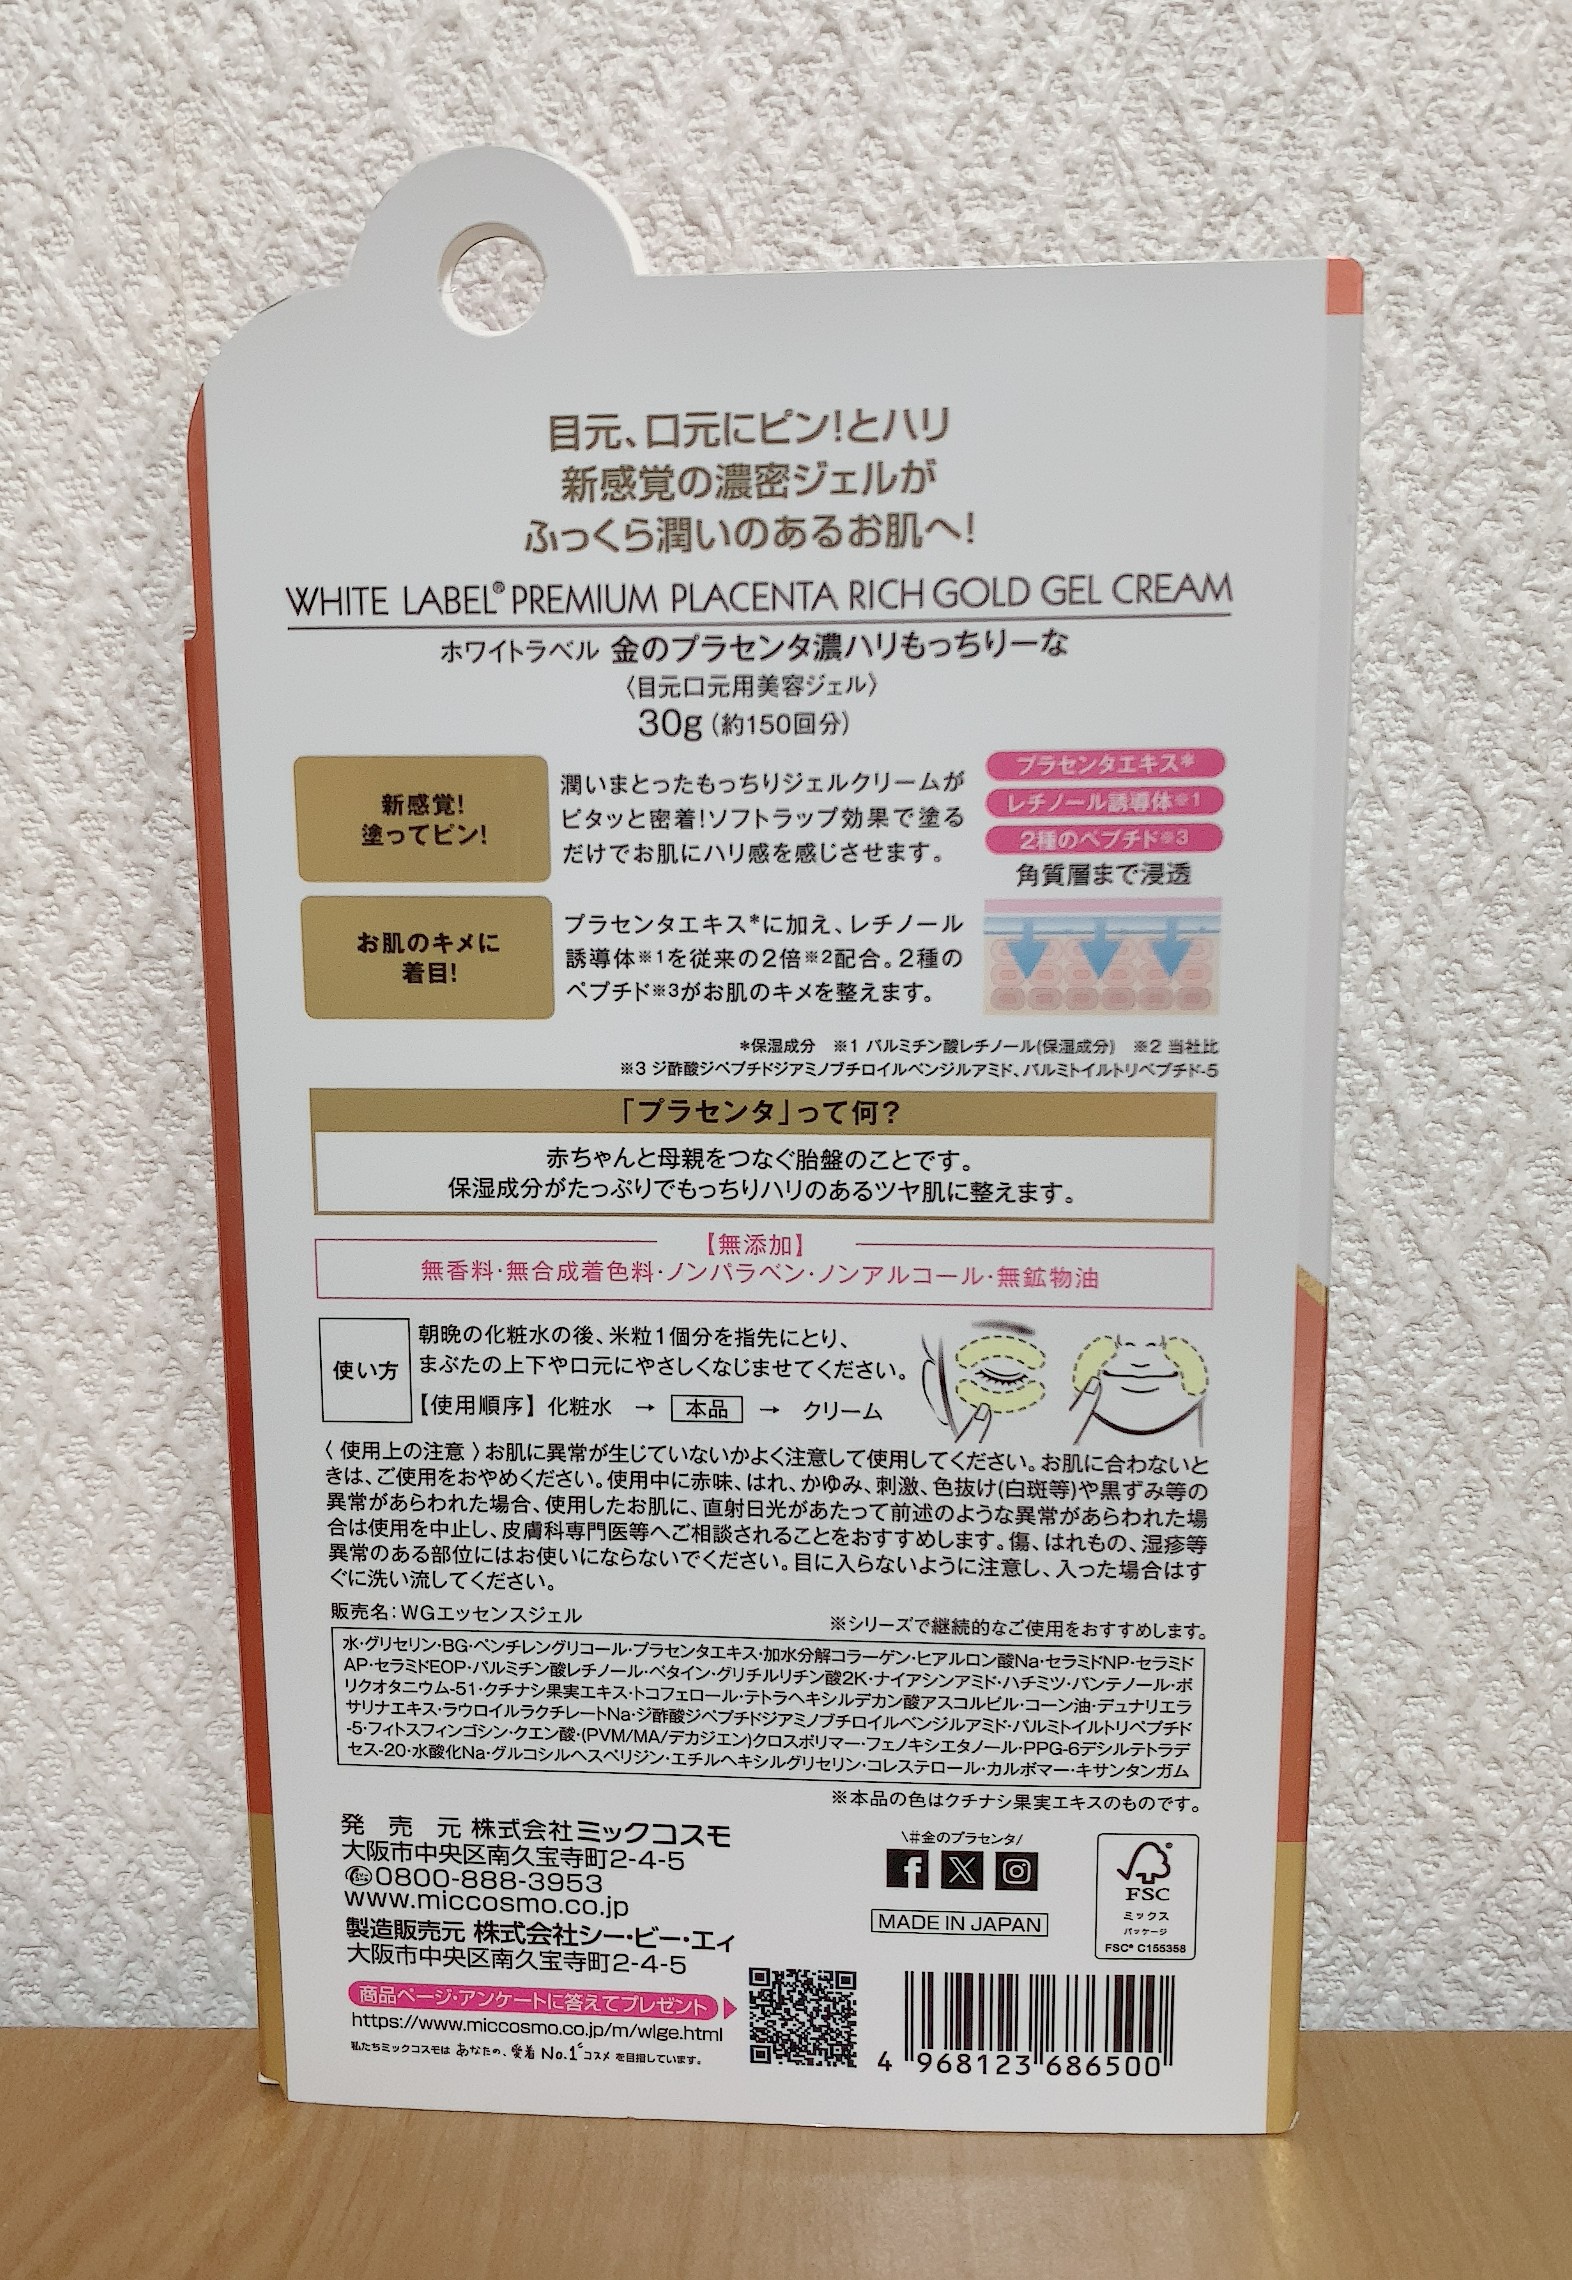 目元、口元にピン!とハリ
新感覚の濃密ジェルが
ふっくら潤いのあるお肌へ!
WHITE LABEL® PREMIUM PLACENTA RICH GOLD GEL CREAM
ホワイトラベル 金のプラセンタ濃ハリもっちりーな
〈目元口元用美容ジェル〉
30g (約150回分)
新感覚!
塗ってピン!
潤いまとったもっちりジェルクリームが
ピタッと密着!ソフトラップ効果で塗る
だけでお肌にハリ感を感じさせます。
プラセンタエキス*
レチノール誘導体※1
2種のペプチド※3
角質層まで浸透
お肌のキメに
着目!
プラセンタエキス*に加え、レチノール
誘導体※1を従来の2倍※2配合。2種の
ペプチド※3がお肌のキメを整えます。
*保湿成分 ※1 パルミチン酸レチノール(保湿成分) ※2 当社比
※3 ジ酢酸ジペプチドジアミノブチロイルベンジルアミド、パルミトイルトリペプチド-5
「プラセンタ」って何?
赤ちゃんと母親をつなぐ胎盤のことです。
保湿成分がたっぷりでもっちりハリのあるツヤ肌に整えます。
【無添加】
無香料・無合成着色料・ノンパラベン・ノンアルコール・無鉱物油
使い方
朝晩の化粧水の後、米粒1個分を指先にとり、
まぶたの上下や口元にやさしくなじませてください。
【使用順序】化粧水 → 本品 → クリーム
〈使用上の注意〉お肌に異常が生じていないかよく注意して使用してください。お肌に合わないと
きは、ご使用をおやめください。使用中に赤味、はれ、かゆみ、刺激、色抜け(白斑等)や黒ずみ等の
異常があらわれた場合、使用したお肌に、直射日光があたって前述のような異常があらわれた場
合は使用を中止し、皮膚科専門医等へご相談されることをおすすめします。傷、はれもの、湿疹等
異常のある部位にはお使いにならないでください。目に入らないように注意し、入った場合はす
ぐに洗い流してください。
販売名:WGエッセンスジェル
※シリーズで継続的なご使用をおすすめします。
水・グリセリン・BG・ペンチレングリコール・プラセンタエキス・加水分解コラーゲン・ヒアルロン酸Na・セラミドNP・セラミド
AP・セラミドEOP・パルミチン酸レチノール・ベタイン・グリチルリチン酸2K・ナイアシンアミド・ハチミツ・パンテノール・ポ
リクオタニウム-51・クチナシ果実エキス・トコフェロール・テトラヘキシルデカン酸アスコルビル・コーン油・デュナリエラ
サリナエキス・ラウロイルラクチレートNa・ジ酢酸ジペプチドジアミノブチロイルベンジルアミド・パルミトイルトリペプチド
-5・フィトスフィンゴシン・クエン酸・(PVM/MA/デカジエン)クロスポリマー・フェノキシエタノール・PPG-6デシルテトラデ
セス-20・水酸化Na・グルコシルヘスペリジン・エチルヘキシルグリセリン・コレステロール・カルボマー・キサンタンガム
※本品の色はクチナシ果実エキスのものです。
発 売 元 株式会社ミックコスモ
大阪市中央区南久宝寺町2-4-5
0800-888-3953
www.miccosmo.co.jp
製造販売元 株式会社シー・ビー・エィ
大阪市中央区南久宝寺町2-4-5
商品ページ・アンケートに答えてプレゼント
https://www.miccosmo.co.jp/m/wlge.html
私たちミックコスモは あなたの、愛着 No.1コスメ を目指しています。
\#金のプラセンタ/
MADE IN JAPAN
FSC
ミックス
パッケージ
FSC® C155358
4 968123 686500